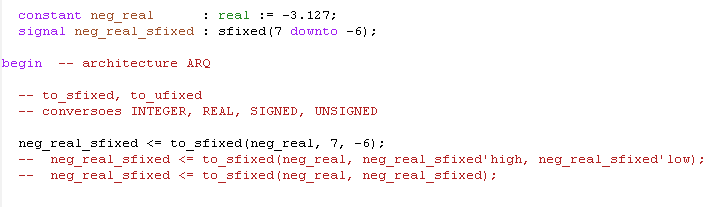 constant neg_real     : real := -3.127;
signal neg_real_sfixed : sfixed(7 downto -6);
begin  -- architecture ARQ
-- to_sfixed, to_ufixed
-- conversoes INTEGER, REAL, SIGNED, UNSIGNED
neg_real_sfixed <= to_sfixed(neg_real, 7, -6);
--  neg_real_sfixed <= to_sfixed(neg_real, neg_real_sfixed'high, neg_real_sfixed'low);
--  neg_real_sfixed <= to_sfixed(neg_real, neg_real_sfixed);